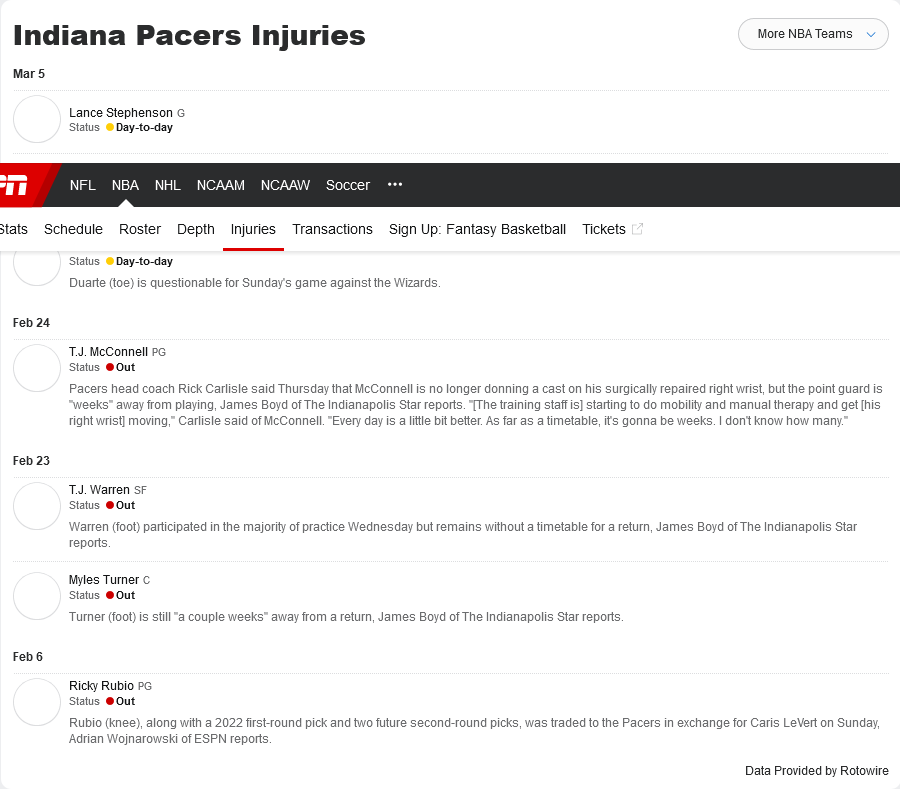 Indiana Pacers Injuries
More NBA Teams
Mar 5
Lance Stephenson G
Status Day-to-day
NFL NBA NHL NCAAM NCAAW Soccer •••
Stats Schedule Roster Depth Injuries Transactions Sign Up: Fantasy Basketball Tickets
Status Day-to-day
Duarte (toe) is questionable for Sunday's game against the Wizards.
Feb 24
T.J. McConnell PG
Status Out
Pacers head coach Rick Carlisle said Thursday that McConnell is no longer donning a cast on his surgically repaired right wrist, but the point guard is
"weeks" away from playing, James Boyd of The Indianapolis Star reports. "[The training staff is] starting to do mobility and manual therapy and get [his
right wrist] moving," Carlisle said of McConnell. "Every day is a little bit better. As far as a timetable, it's gonna be weeks. I don't know how many."
Feb 23
T.J. Warren SF
Status Out
Warren (foot) participated in the majority of practice Wednesday but remains without a timetable for a return, James Boyd of The Indianapolis Star
reports.
Myles Turner C
Status Out
Turner (foot) is still "a couple weeks" away from a return, James Boyd of The Indianapolis Star reports.
Feb 6
Ricky Rubio PG
Status Out
Rubio (knee), along with a 2022 first-round pick and two future second-round picks, was traded to the Pacers in exchange for Caris LeVert on Sunday,
Adrian Wojnarowski of ESPN reports.
Data Provided by Rotowire